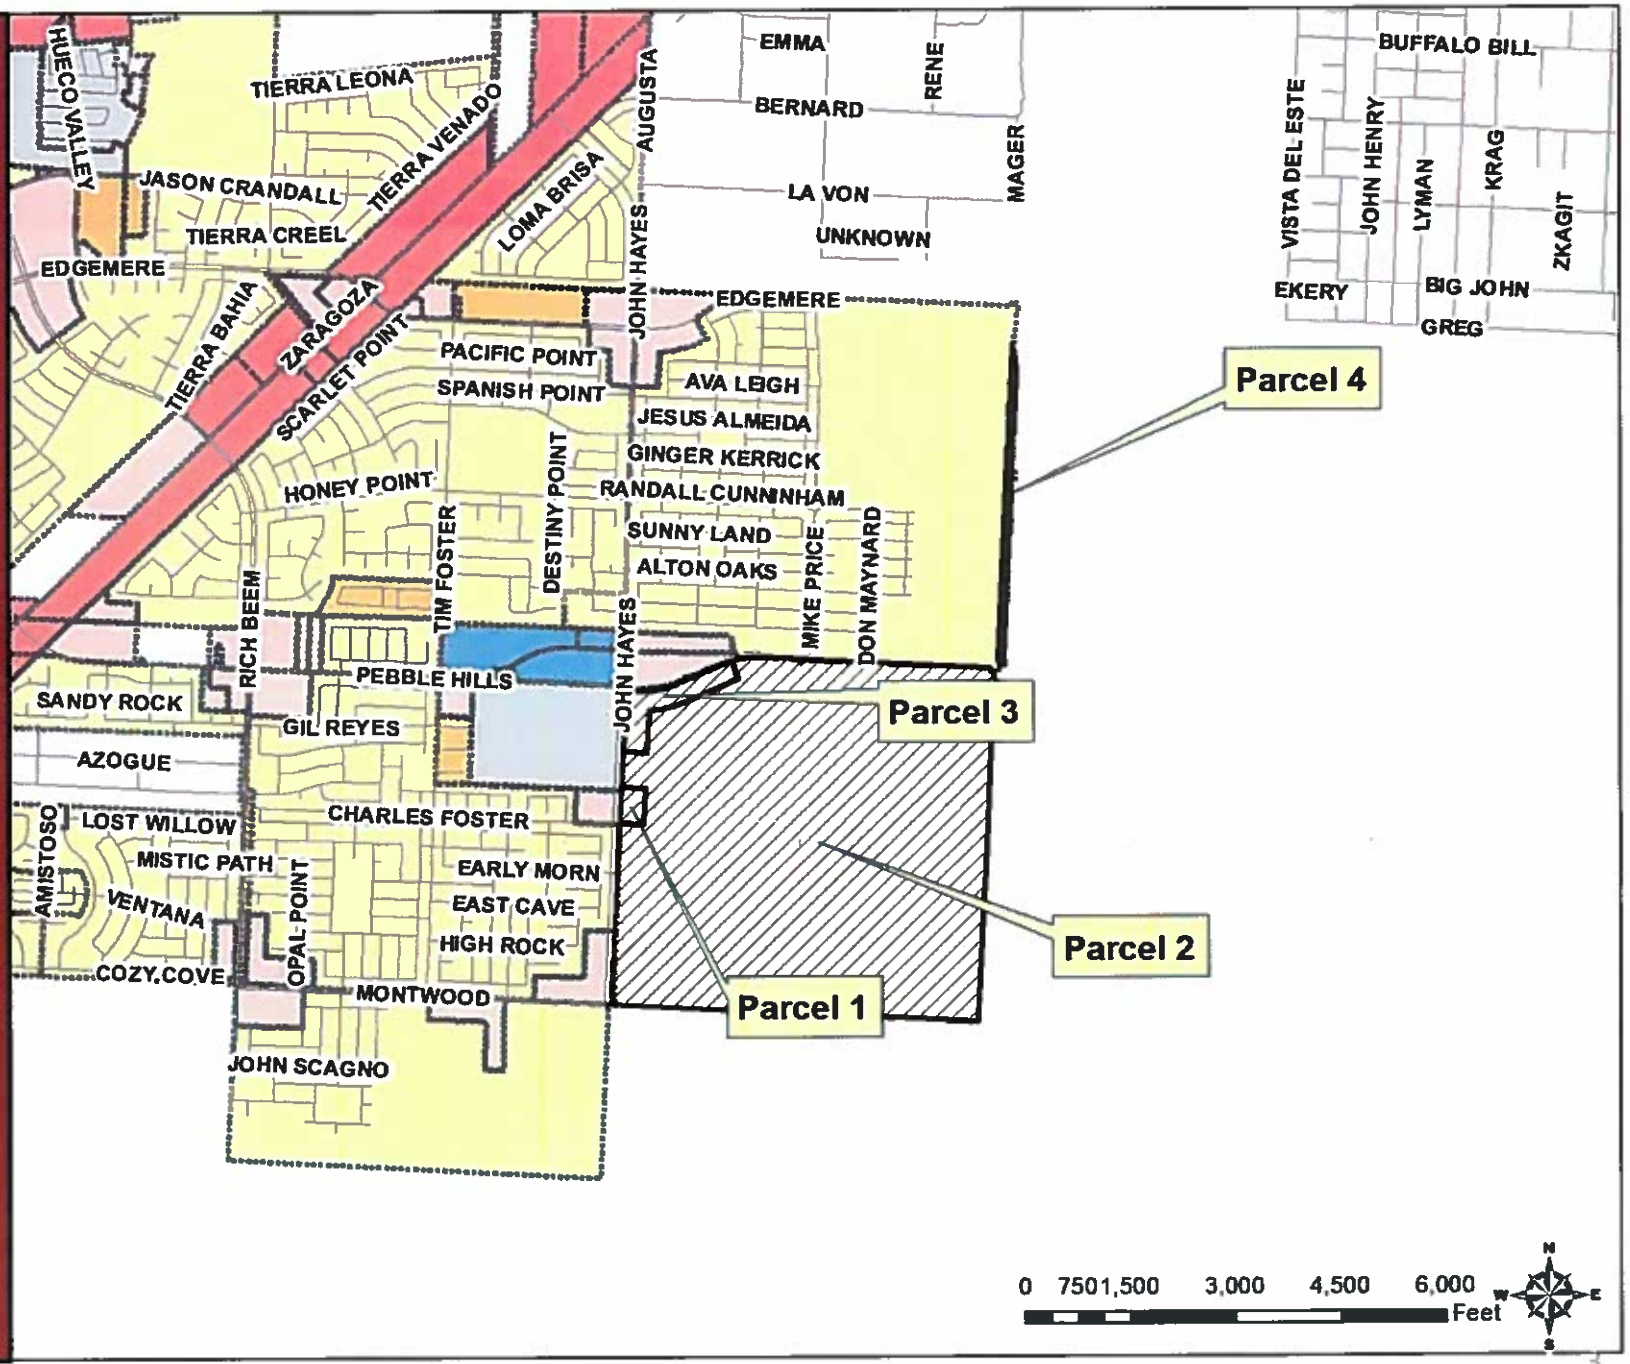 HUECO VALLEY
TIERRA LEONA
TIERRA VENADO
AUGUSTA
EMMA
RENE
BERNARD
MAGER
LA VON
UNKNOWN
BUFFALO BILL
VISTA DEL ESTE
JOHN HENRY
LYMAN
KRAG
ZKAGIT
EKERY
BIG JOHN
GREG
JASON CRANDALL
TIERRA CREEL
LOMA BRISA
JOHN HAYES
EDGEMERE
EDGEMERE
TIERRA BAHIA
ZARAGOZA
SCARLET POINT
PACIFIC POINT
SPANISH POINT
AVA LEIGH
JESUS ALMEIDA
GINGER KERRICK
RANDALL CUNNINHAM
SUNNY LAND
ALTON OAKS
HONEY POINT
DESTINY POINT
TIM FOSTER
MIKE PRICE
DON MAYNARD
Parcel 4
RICH BEEM
JOHN HAYES
PEBBLE HILLS
SANDY ROCK
GIL REYES
Parcel 3
AZOGUE
LOST WILLOW
CHARLES FOSTER
AMISTOSO
MISTIC PATH
OPAL POINT
EARLY MORN
VENTANA
EAST CAVE
HIGH ROCK
Parcel 2
COZY COVE
MONTWOOD
Parcel 1
JOHN SCAGNO
0 750 1,500 3,000 4,500 6,000
Feet
N
W E
S